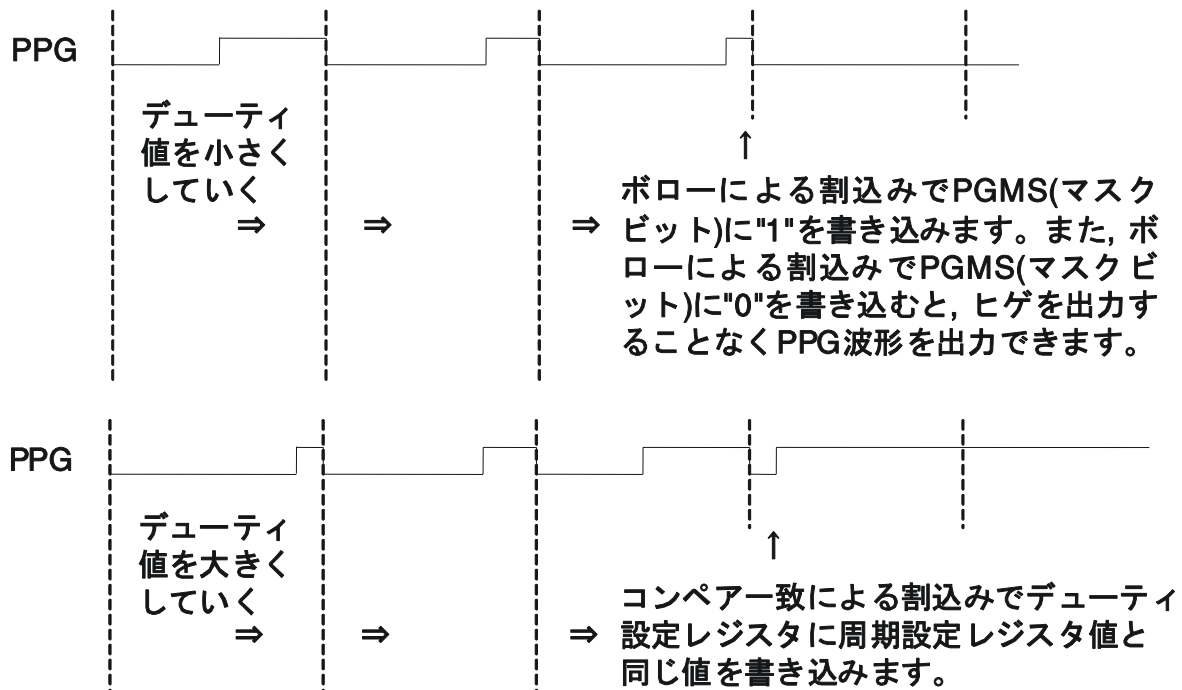 PPG
デューティ
値を小さく
していく
⇒
⇒
⇒
↑
ボローによる割込みでPGMS(マスク
ビット)に"1"を書き込みます。また, ボ
ローによる割込みでPGMS(マスクビ
ット)に"0"を書き込むと, ヒゲを出力す
ることなくPPG波形を出力できます。
PPG
デューティ
値を大きく
していく
⇒
⇒
⇒
↑
コンペアー致による割込みでデューティ
設定レジスタに周期設定レジスタ値と
同じ値を書き込みます。